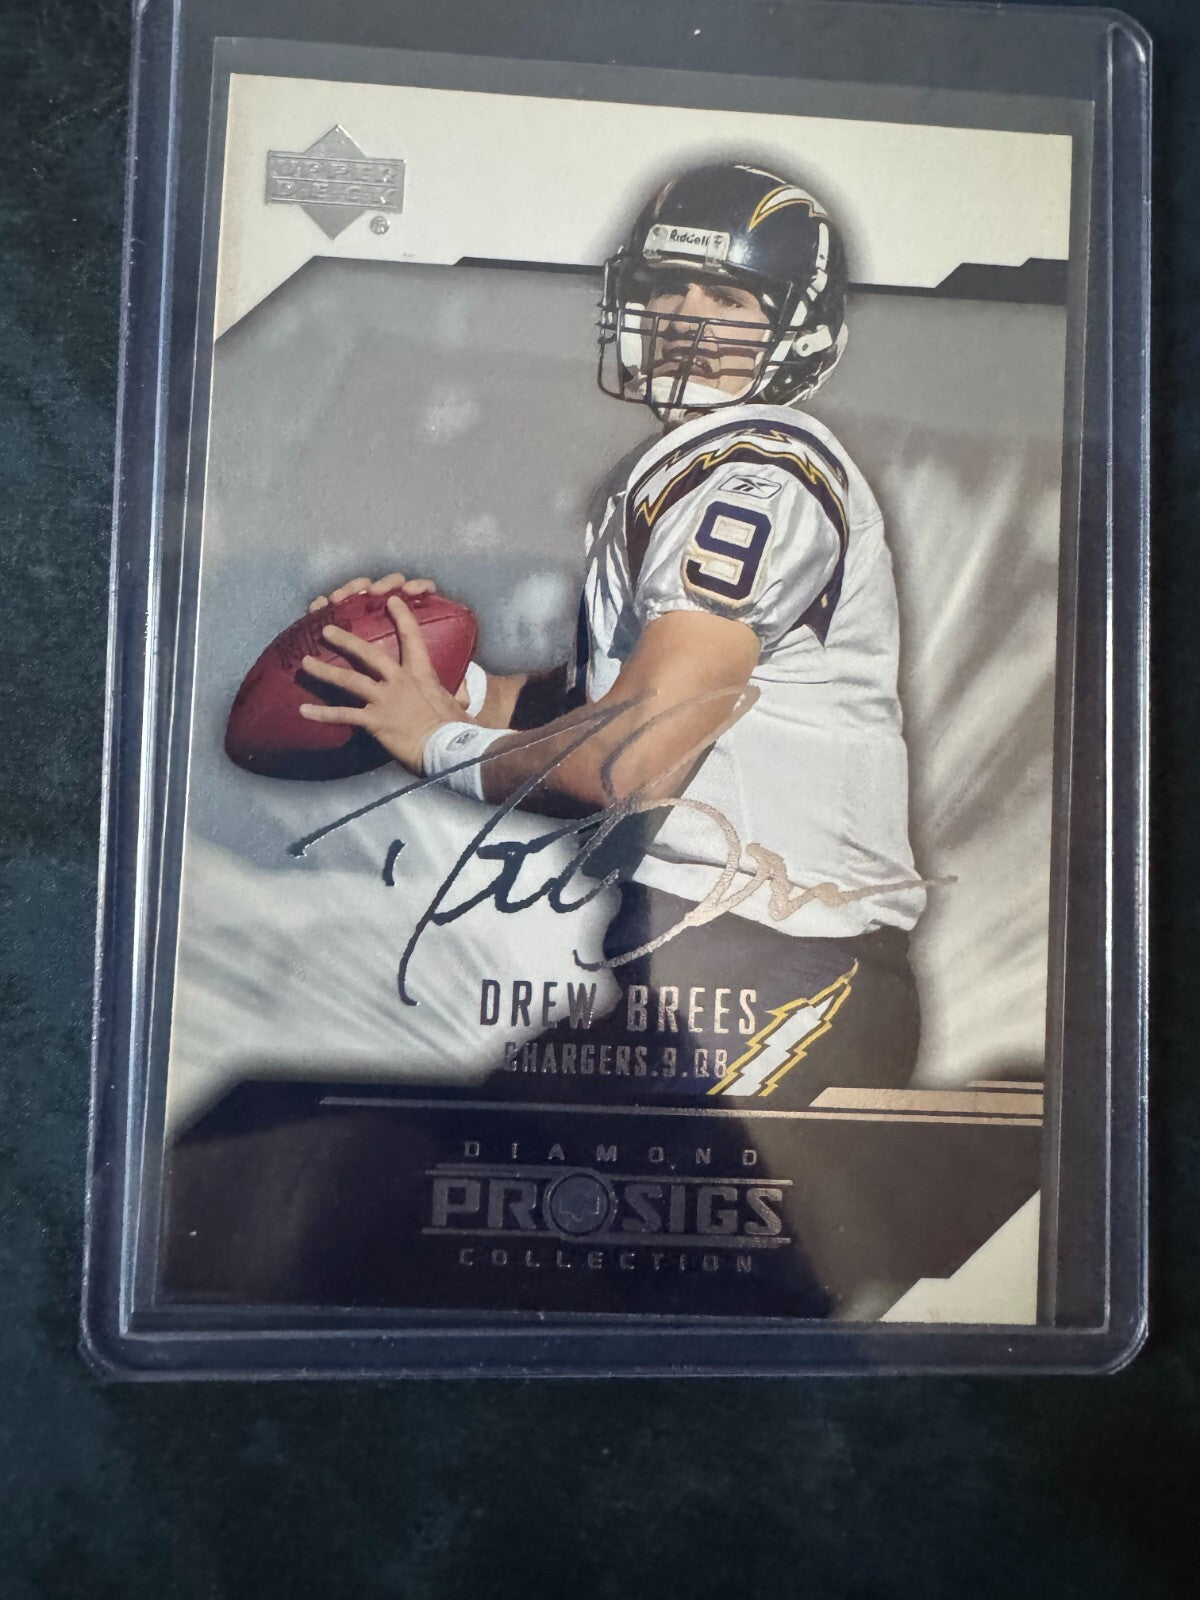 UPPER
DECK
®
Riddell
9
DREW BREES
CHARGERS.9.QB
DIAMOND
PROSIGS
COLLECTION